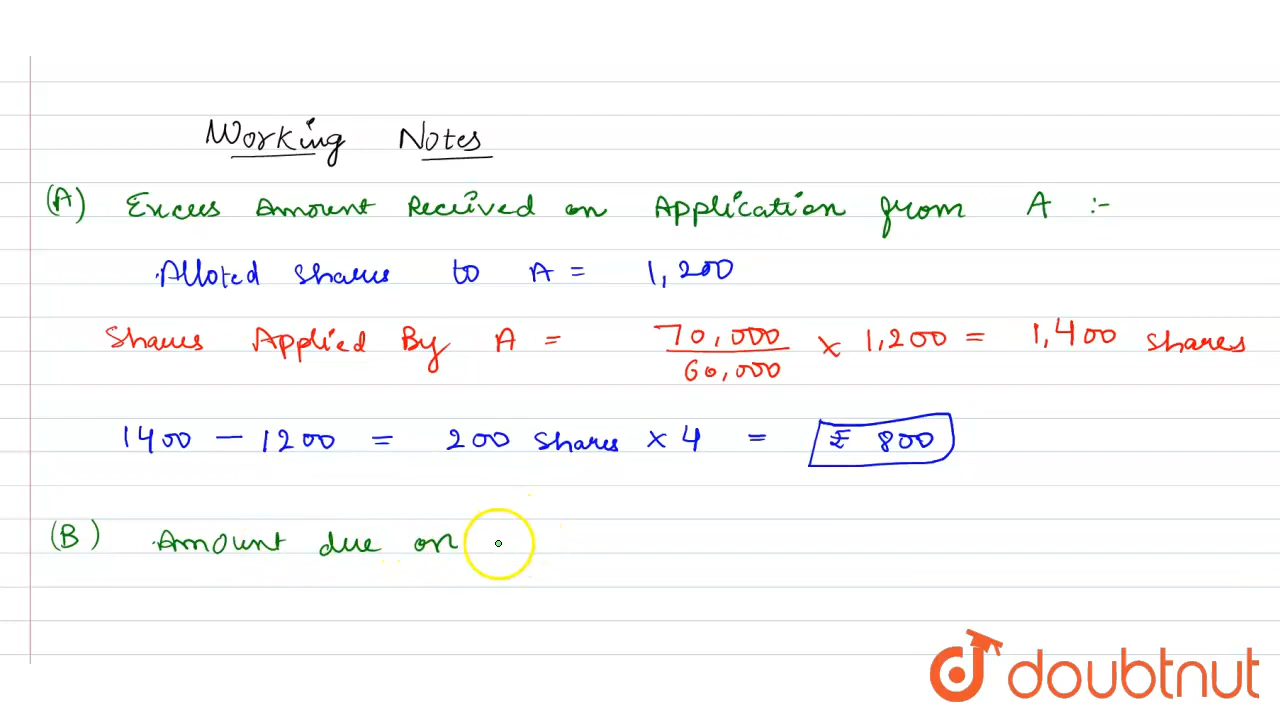 Working Notes
(A) Excess Amount Received on Application from A :-
Alloted shares to A = 1,200
Shares Applied By A = 70,000 / 60,000 × 1,200 = 1,400 shares
1400 - 1200 = 200 shares × 4 = ₹ 800
(B) Amount due on
doubtnut